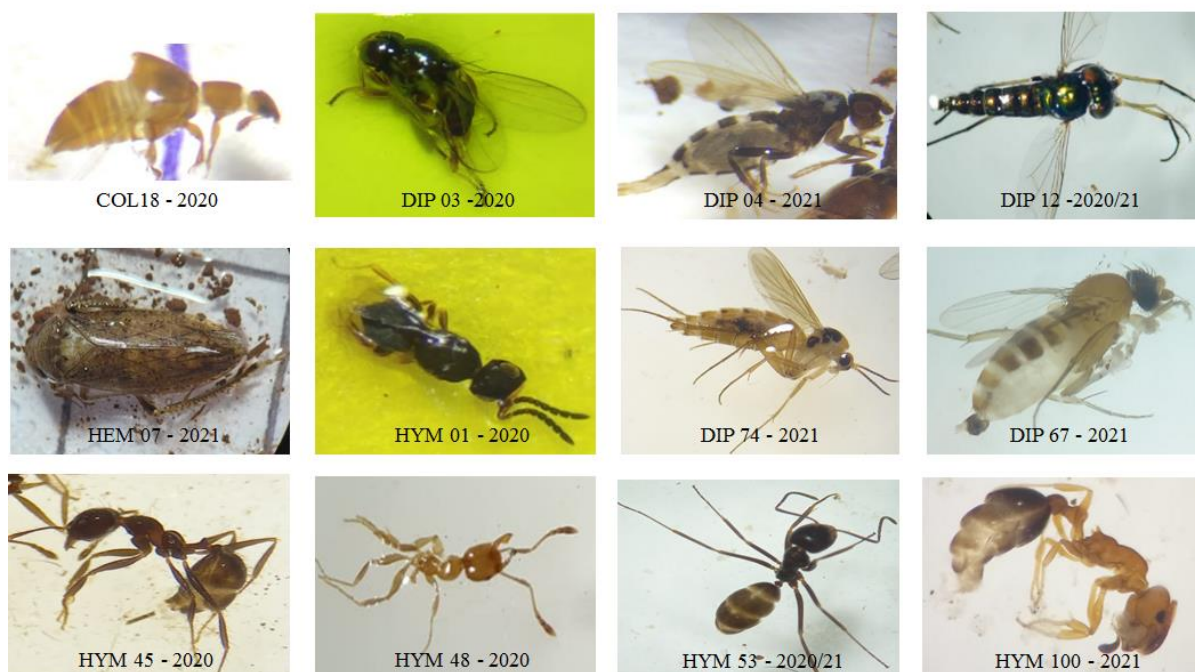 COL18 - 2020
DIP 03 -2020
DIP 04 - 2021
DIP 12 -2020/21
HEM 07 - 2021
HYM 01 - 2020
DIP 74 - 2021
DIP 67 - 2021
HYM 45 - 2020
HYM 48 - 2020
HYM 53 - 2020/21
HYM 100 - 2021